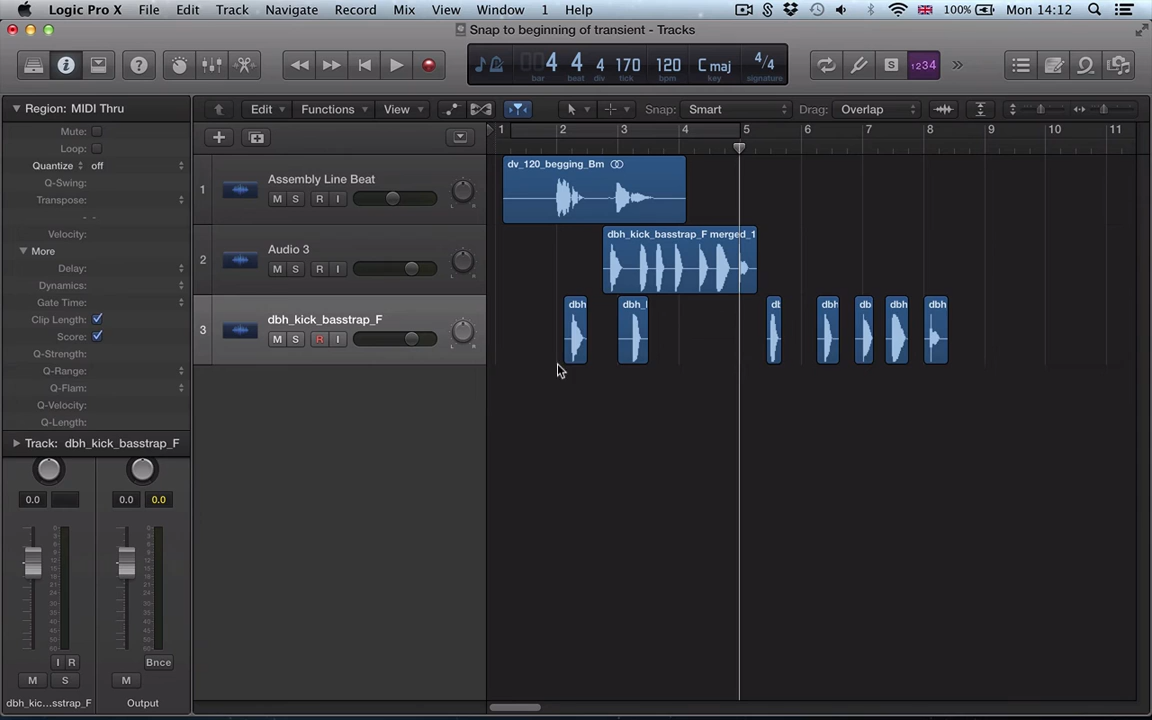 Logic Pro X File Edit Track Navigate Record Mix View Window 1 Help 100% Mon 14:12
Snap to beginning of transient - Tracks
00 4 4 4 170 120 C maj 4/4
bar beat div tick bpm key signature
1234
Region: MIDI Thru
Mute:
Loop:
Quantize off
Q-Swing:
Transpose:
- -
Velocity:
More
Delay:
Dynamics:
Gate Time:
Clip Length:
Score:
Q-Strength:
Q-Range:
Q-Flam:
Q-Velocity:
Q-Length:
Track: dbh_kick_basstrap_F
0.0 0.0 0.0
I R Bnce
M S M
dbh_kic...sstrap_F Output
Edit Functions View Snap: Smart Drag: Overlap
1 2 3 4 5 6 7 8 9 10 11
1 Assembly Line Beat
M S R I
dv_120_begging_Bm
2 Audio 3
M S R I
dbh_kick_basstrap_F merged_1
3 dbh_kick_basstrap_F
M S R I
dbh dbh_l db dbh db dbh dbh